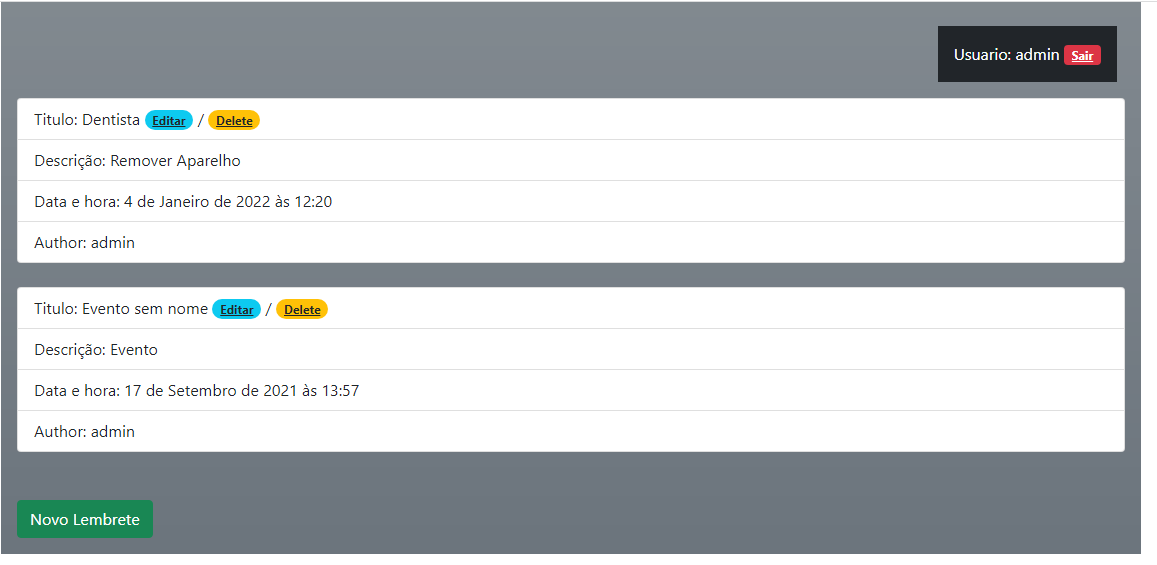 Usuario: admin Sair
Titulo: Dentista Editar / Delete
Descrição: Remover Aparelho
Data e hora: 4 de Janeiro de 2022 às 12:20
Author: admin
Titulo: Evento sem nome Editar / Delete
Descrição: Evento
Data e hora: 17 de Setembro de 2021 às 13:57
Author: admin
Novo Lembrete